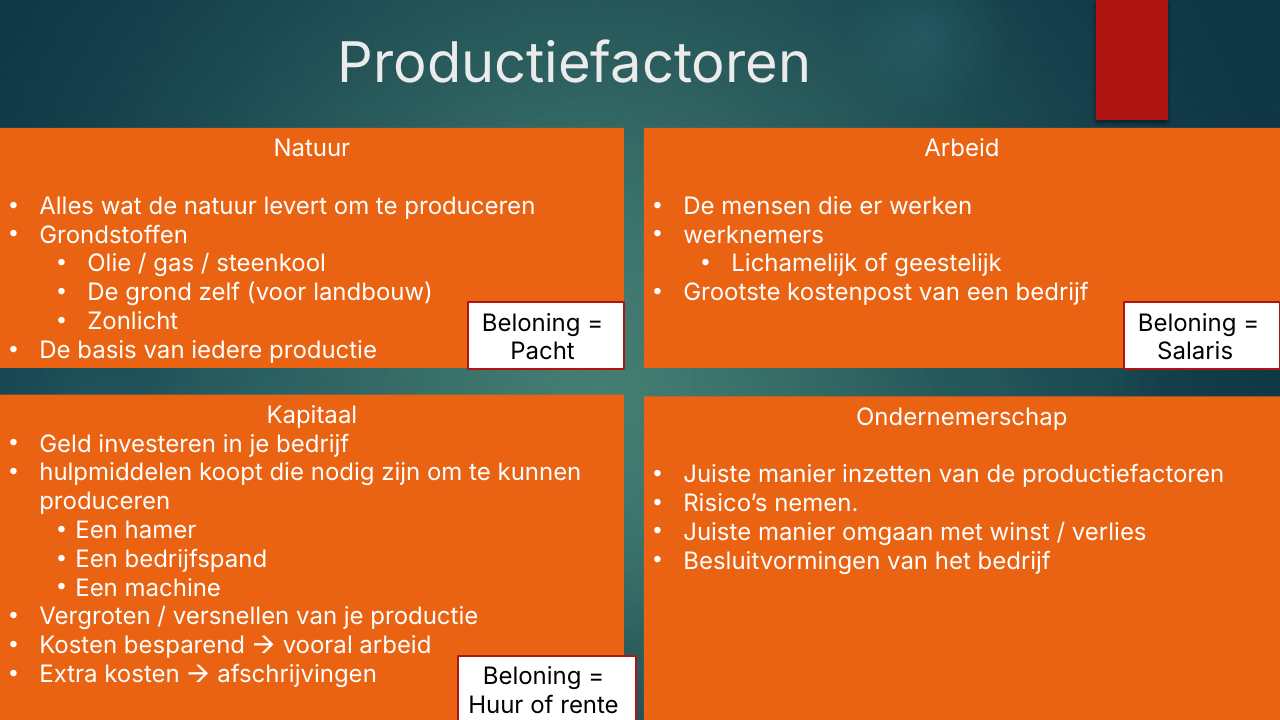 Productiefactoren
Natuur
• Alles wat de natuur levert om te produceren
• Grondstoffen
• Olie / gas / steenkool
• De grond zelf (voor landbouw)
• Zonlicht
• De basis van iedere productie
Beloning =
Pacht
Arbeid
• De mensen die er werken
• werknemers
• Lichamelijk of geestelijk
• Grootste kostenpost van een bedrijf
Beloning =
Salaris
Kapitaal
• Geld investeren in je bedrijf
• hulpmiddelen koopt die nodig zijn om te kunnen
produceren
• Een hamer
• Een bedrijfspand
• Een machine
• Vergroten / versnellen van je productie
• Kosten besparend → vooral arbeid
• Extra kosten → afschrijvingen
Beloning =
Huur of rente
Ondernemerschap
• Juiste manier inzetten van de productiefactoren
• Risico’s nemen.
• Juiste manier omgaan met winst / verlies
• Besluitvormingen van het bedrijf